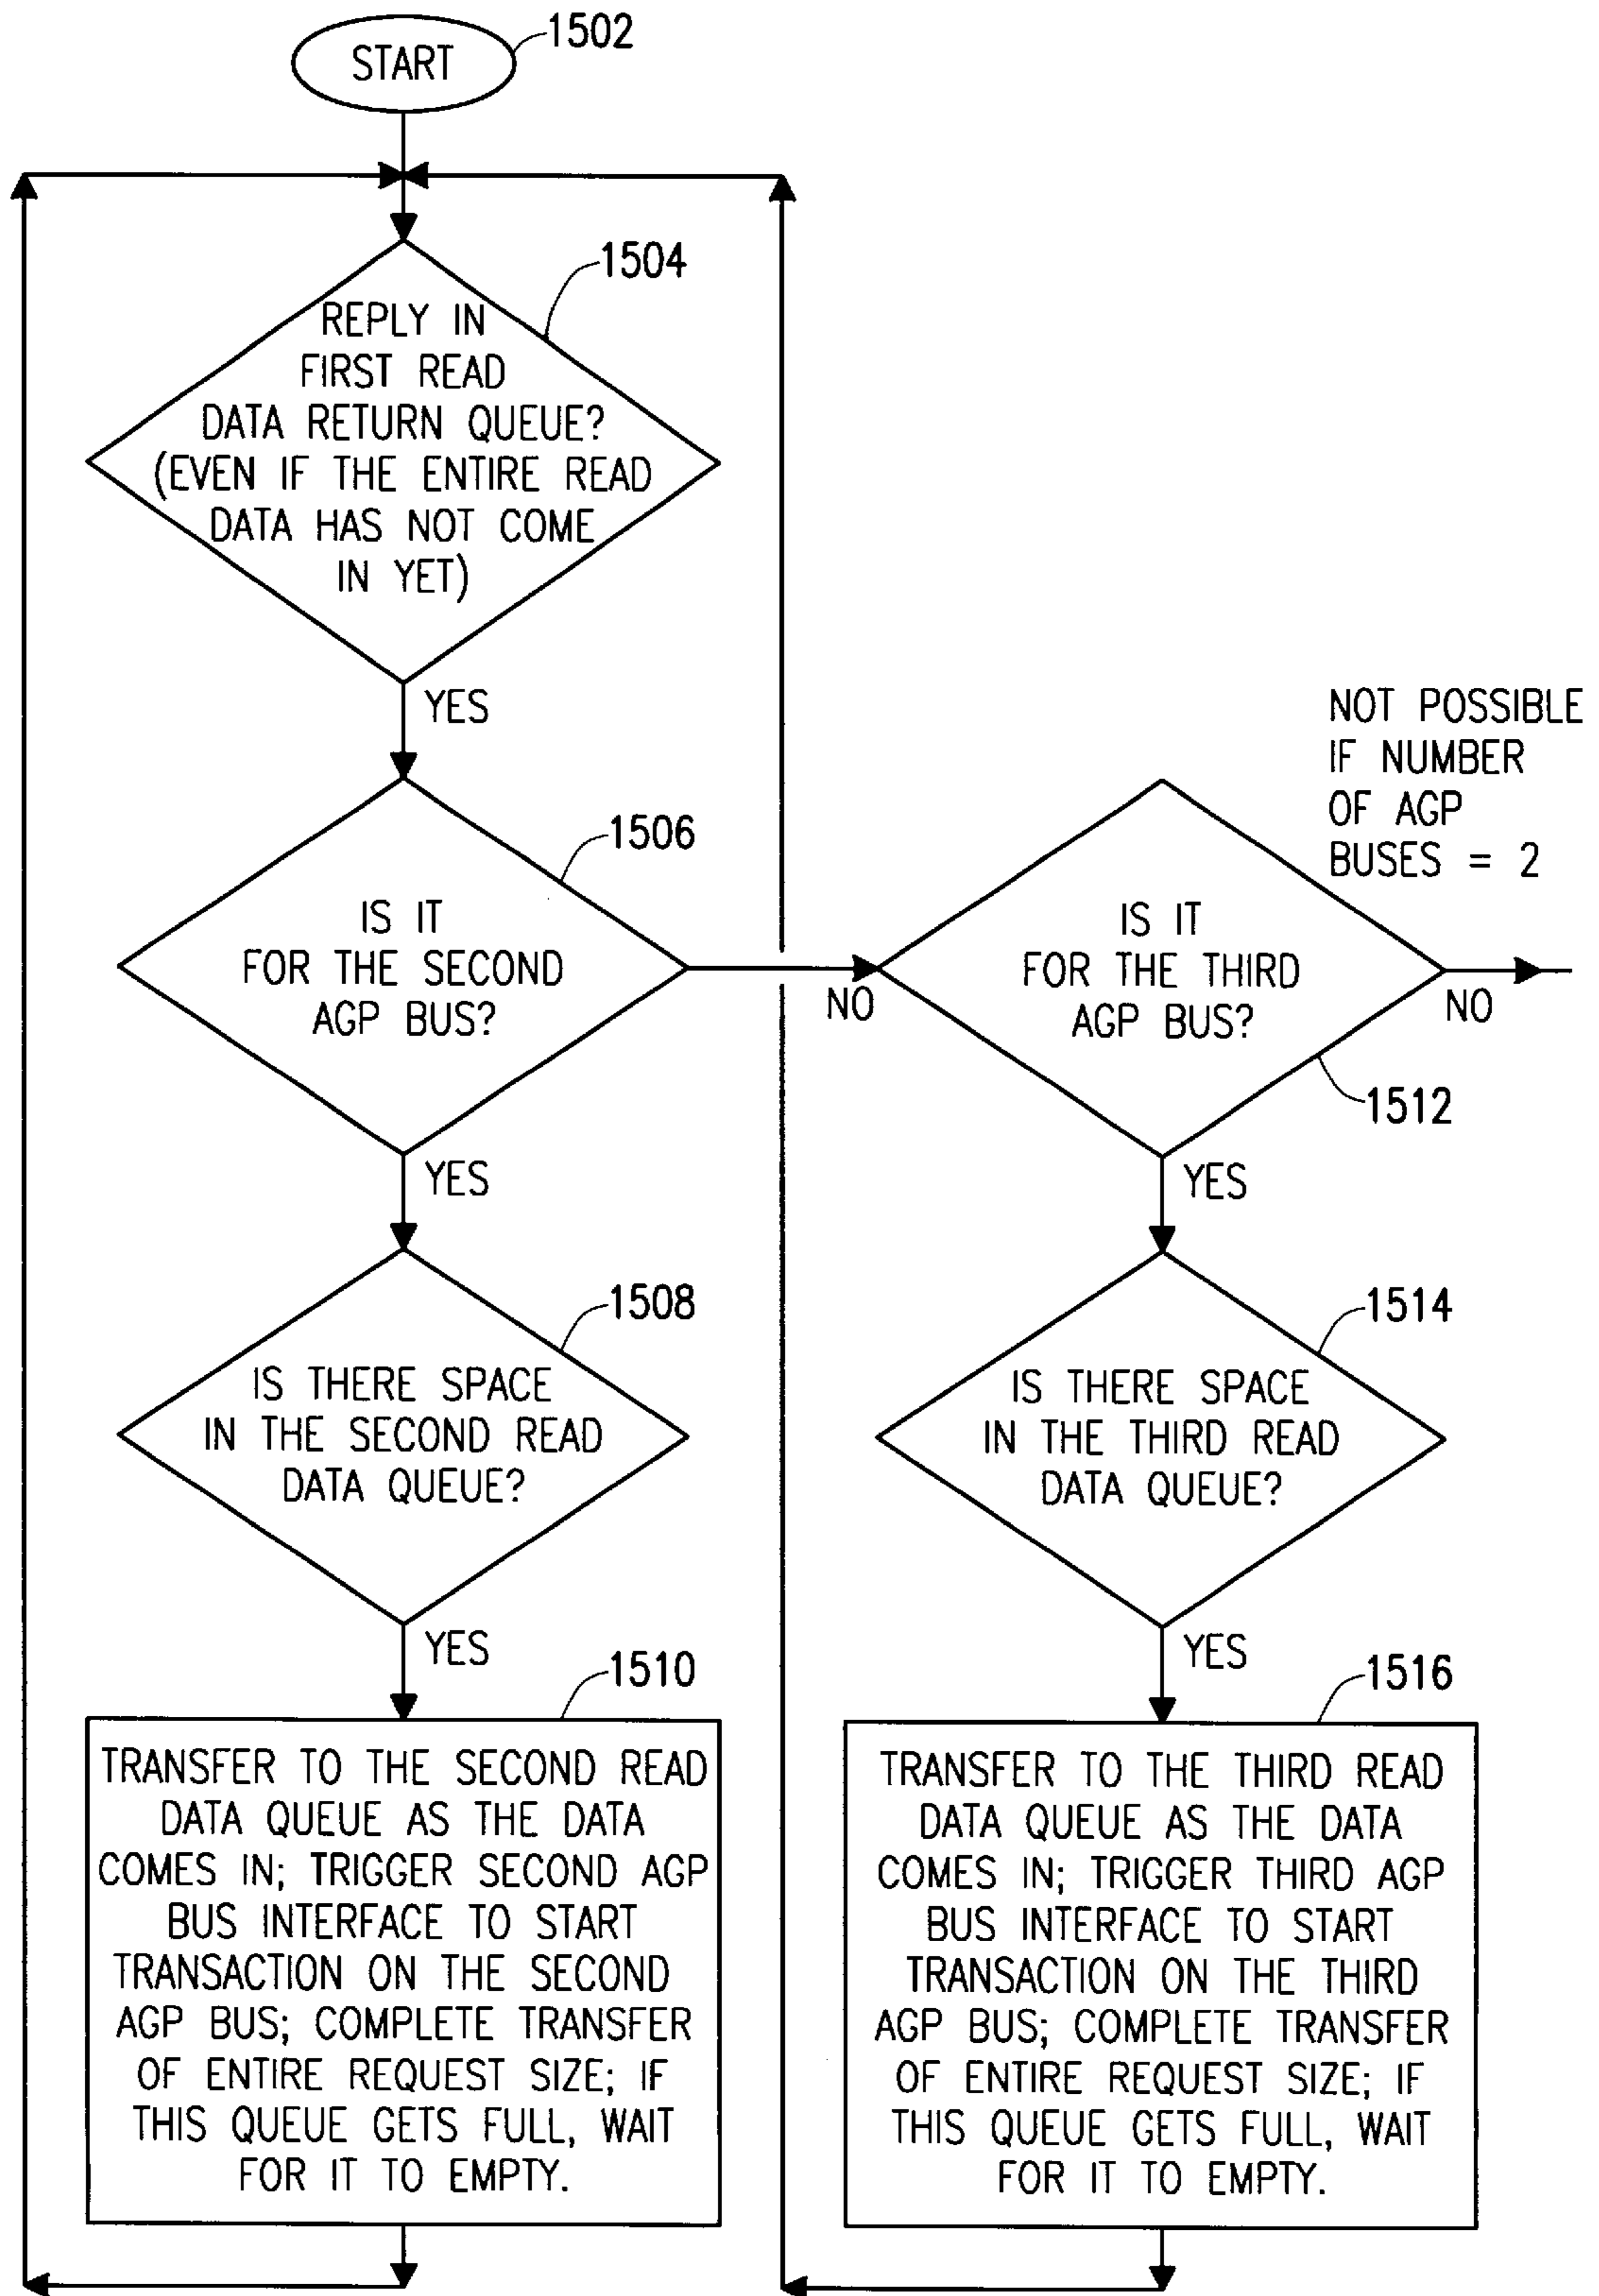 START
1502
1504
REPLY IN
FIRST READ
DATA RETURN QUEUE?
(EVEN IF THE ENTIRE READ
DATA HAS NOT COME
IN YET)
YES
1506
IS IT
FOR THE SECOND
AGP BUS?
NO
YES
NOT POSSIBLE
IF NUMBER
OF AGP
BUSES = 2
IS IT
FOR THE THIRD
AGP BUS?
NO
1512
YES
1508
IS THERE SPACE
IN THE SECOND READ
DATA QUEUE?
YES
1514
IS THERE SPACE
IN THE THIRD READ
DATA QUEUE?
YES
1510
TRANSFER TO THE SECOND READ
DATA QUEUE AS THE DATA
COMES IN; TRIGGER SECOND AGP
BUS INTERFACE TO START
TRANSACTION ON THE SECOND
AGP BUS; COMPLETE TRANSFER
OF ENTIRE REQUEST SIZE; IF
THIS QUEUE GETS FULL, WAIT
FOR IT TO EMPTY.
1516
TRANSFER TO THE THIRD READ
DATA QUEUE AS THE DATA
COMES IN; TRIGGER THIRD AGP
BUS INTERFACE TO START
TRANSACTION ON THE THIRD
AGP BUS; COMPLETE TRANSFER
OF ENTIRE REQUEST SIZE; IF
THIS QUEUE GETS FULL, WAIT
FOR IT TO EMPTY.